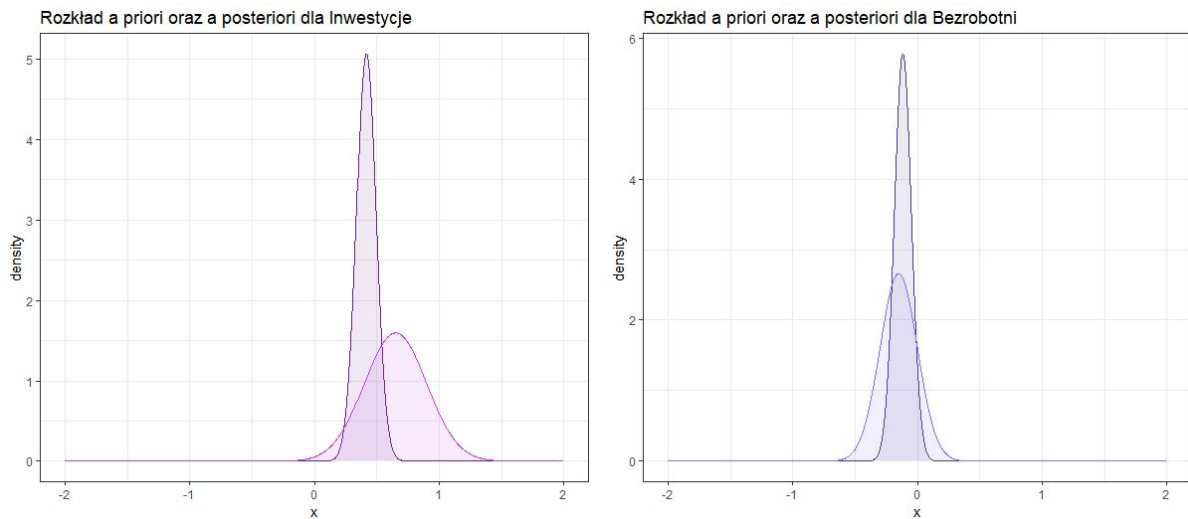 Rozkład a priori oraz a posteriori dla Inwestycje
5
4
3
2
1
0
density
-2 -1 0 1 2
x
Rozkład a priori oraz a posteriori dla Bezrobotni
6
4
2
0
density
-2 -1 0 1 2
x